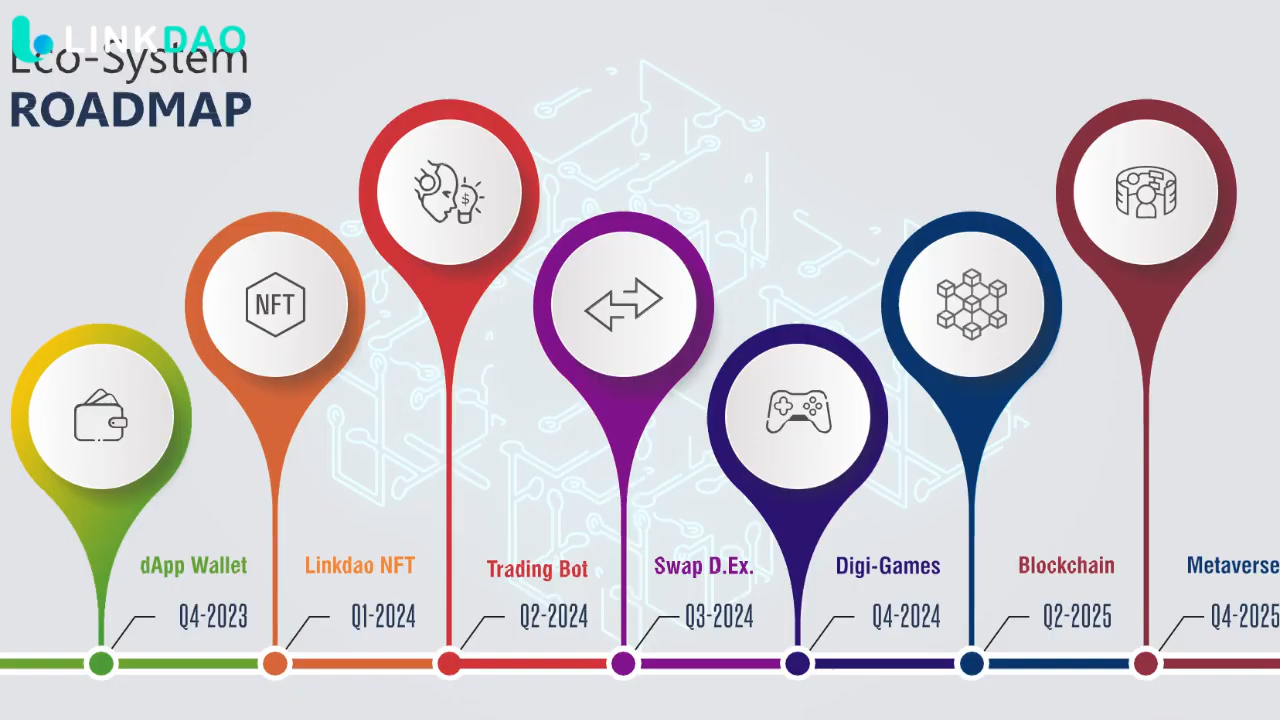 LINKDAO
Eco-System
ROADMAP
NFT
$
dApp Wallet
Q4-2023
Linkdao NFT
Q1-2024
Trading Bot
Q2-2024
Swap D.Ex.
Q3-2024
Digi-Games
Q4-2024
Blockchain
Q2-2025
Metaverse
Q4-2025